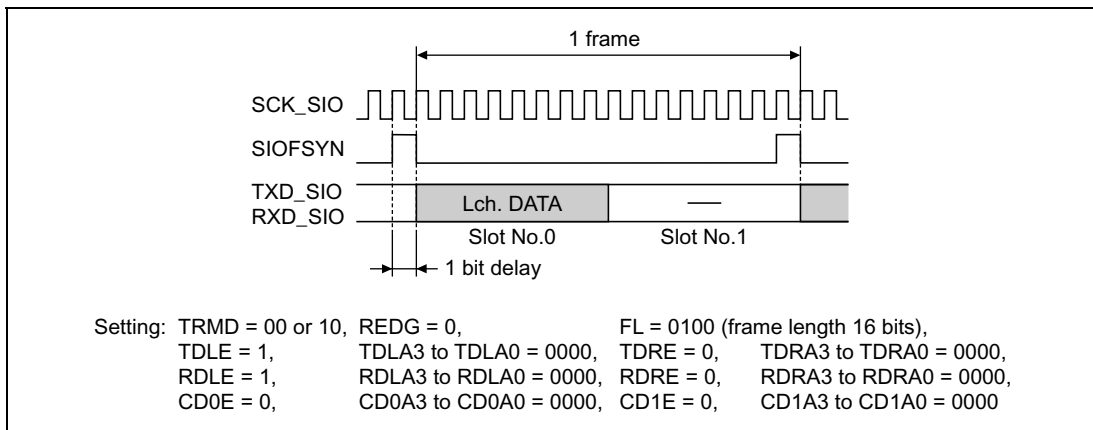 1 frame
SCK_SIO
SIOFSYN
TXD_SIO
RXD_SIO
Lch. DATA
—
Slot No.0 Slot No.1
1 bit delay
Setting: TRMD = 00 or 10, REDG = 0, FL = 0100 (frame length 16 bits),
TDLE = 1, TDLA3 to TDLA0 = 0000, TDRE = 0, TDRA3 to TDRA0 = 0000,
RDLE = 1, RDLA3 to RDLA0 = 0000, RDRE = 0, RDRA3 to RDRA0 = 0000,
CD0E = 0, CD0A3 to CD0A0 = 0000, CD1E = 0, CD1A3 to CD1A0 = 0000